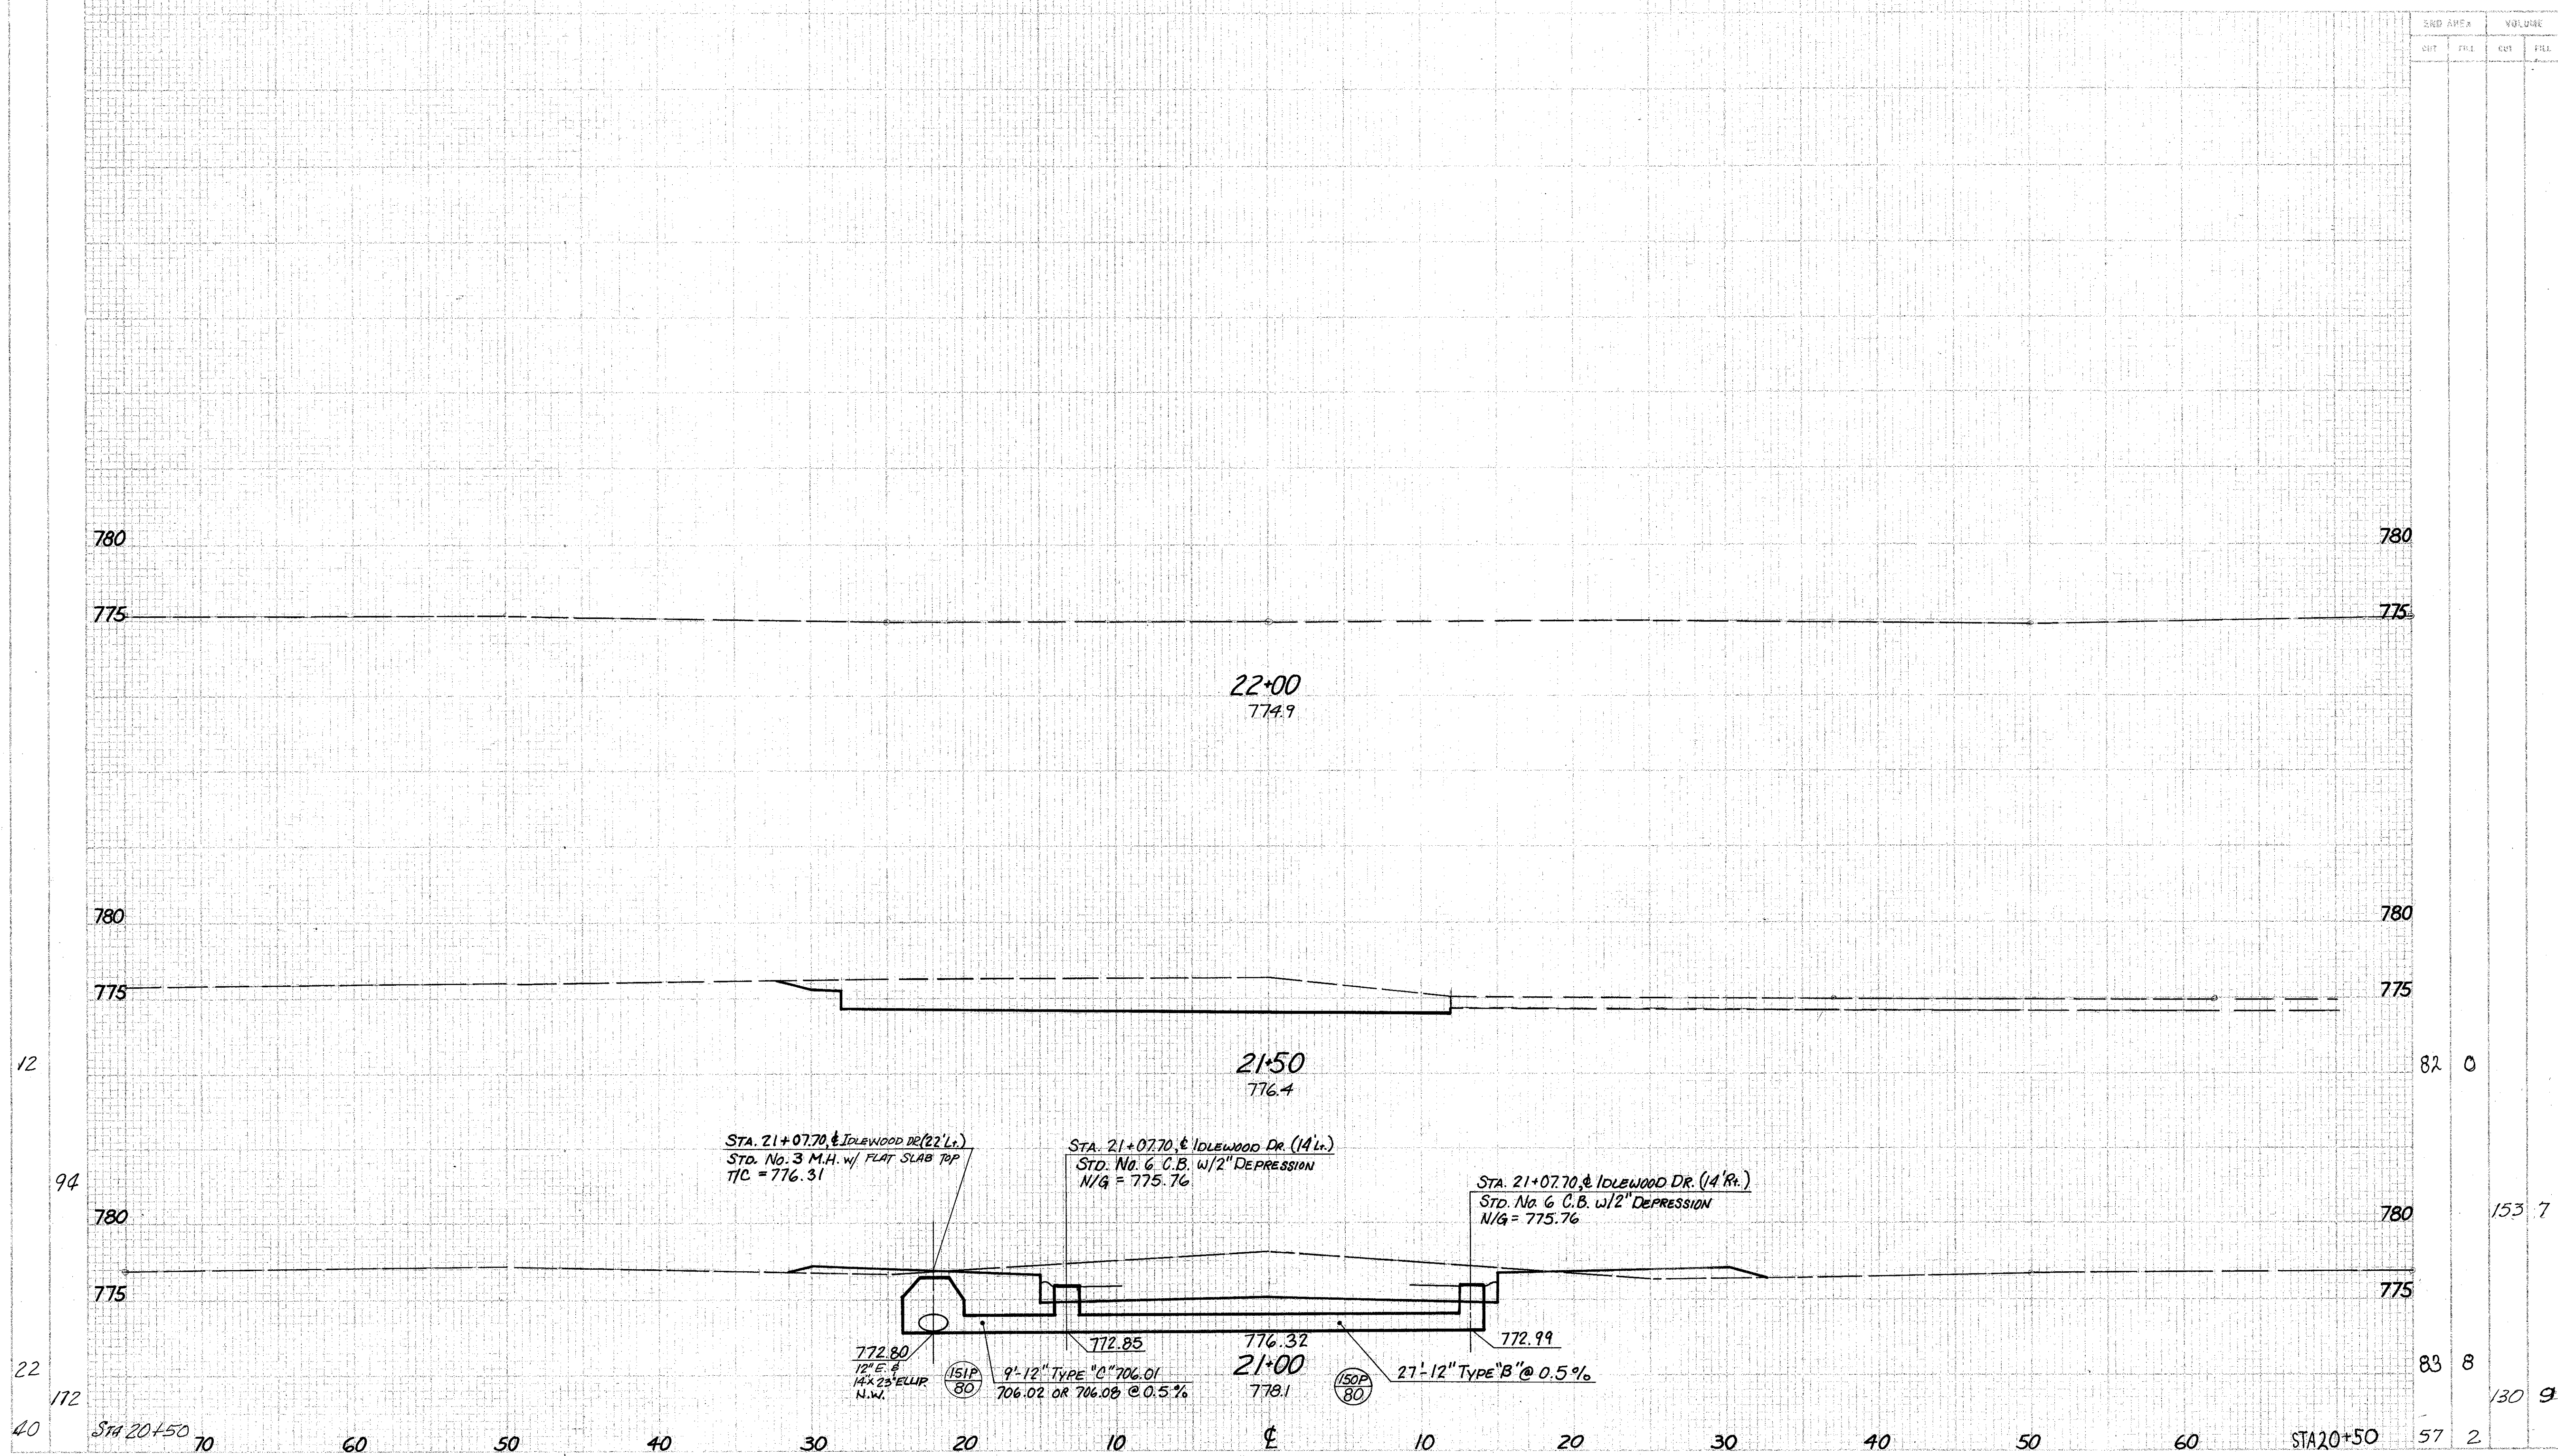 END AREA VOLUME
CUT FILL CUT FILL
780 780
775 775
22+00
774.9
780 780
775 775
21+50
776.4
12
82 0
STA. 21+07.70, ℄ IDLEWOOD DR. (22' Lt.)
STD. No. 3 M.H. w/ FLAT SLAB TOP
T/C = 776.31
STA. 21+07.70, ℄ IDLEWOOD DR. (14' Lt.)
STD. No. 6 C.B. W/2" DEPRESSION
N/G = 775.76
STA. 21+07.70, ℄ IDLEWOOD DR. (14' Rt.)
STD. No. 6 C.B. w/2" DEPRESSION
N/G = 775.76
94
153 7
780 780
775 775
772.80
12" E. &
14"x23" ELLIP.
N.W.
151P
80
772.85
9'-12" TYPE "C" 706.01
706.02 OR 706.08 @ 0.5%
776.32
21+00
778.1
150P
80
772.99
27'-12" TYPE "B" @ 0.5%
22
83 8
172
130 9
40
STA 20+50
70 60 50 40 30 20 10 ℄ 10 20 30 40 50 60
STA 20+50
57 2